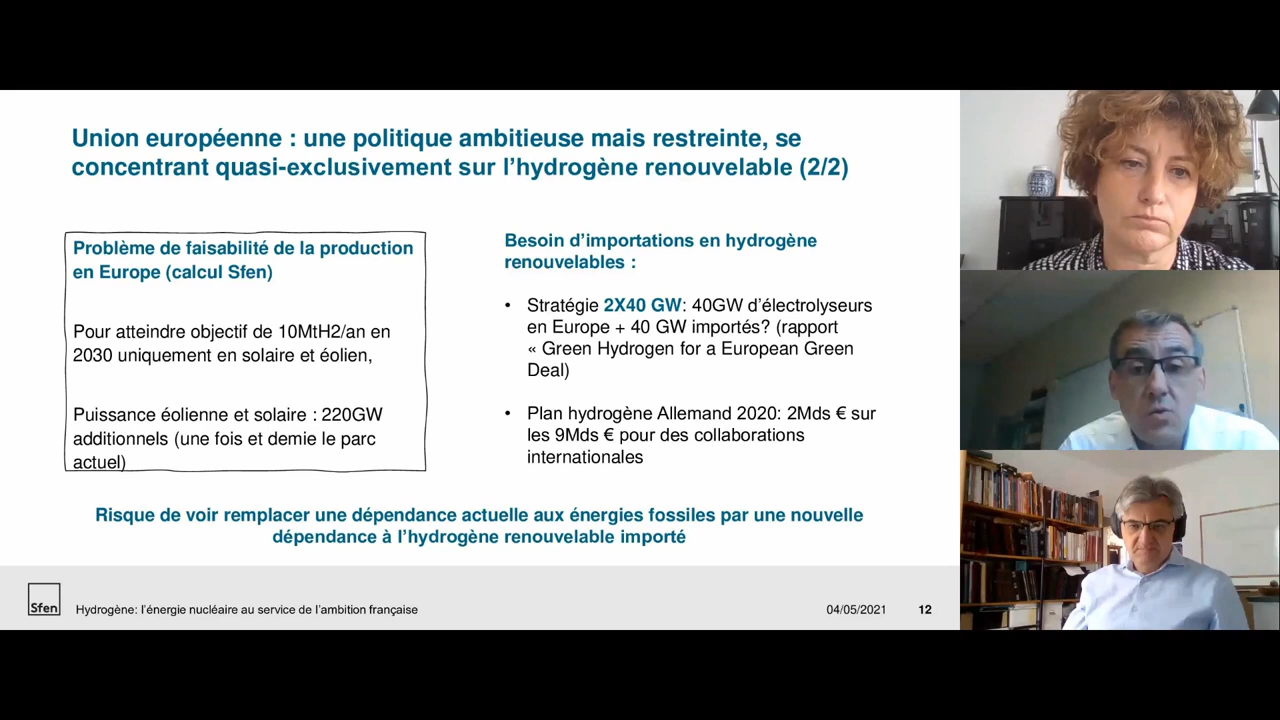 Union européenne : une politique ambitieuse mais restreinte, se
concentrant quasi-exclusivement sur l'hydrogène renouvelable (2/2)
Problème de faisabilité de la production
en Europe (calcul Sfen)
Pour atteindre objectif de 10MtH2/an en
2030 uniquement en solaire et éolien,
Puissance éolienne et solaire : 220GW
additionnels (une fois et demie le parc
actuel)
Besoin d'importations en hydrogène
renouvelables :
• Stratégie 2X40 GW: 40GW d'électrolyseurs
en Europe + 40 GW importés? (rapport
« Green Hydrogen for a European Green
Deal)
• Plan hydrogène Allemand 2020: 2Mds € sur
les 9Mds € pour des collaborations
internationales
Risque de voir remplacer une dépendance actuelle aux énergies fossiles par une nouvelle
dépendance à l'hydrogène renouvelable importé
Sfen
Hydrogène: l'énergie nucléaire au service de l'ambition française
04/05/2021
12